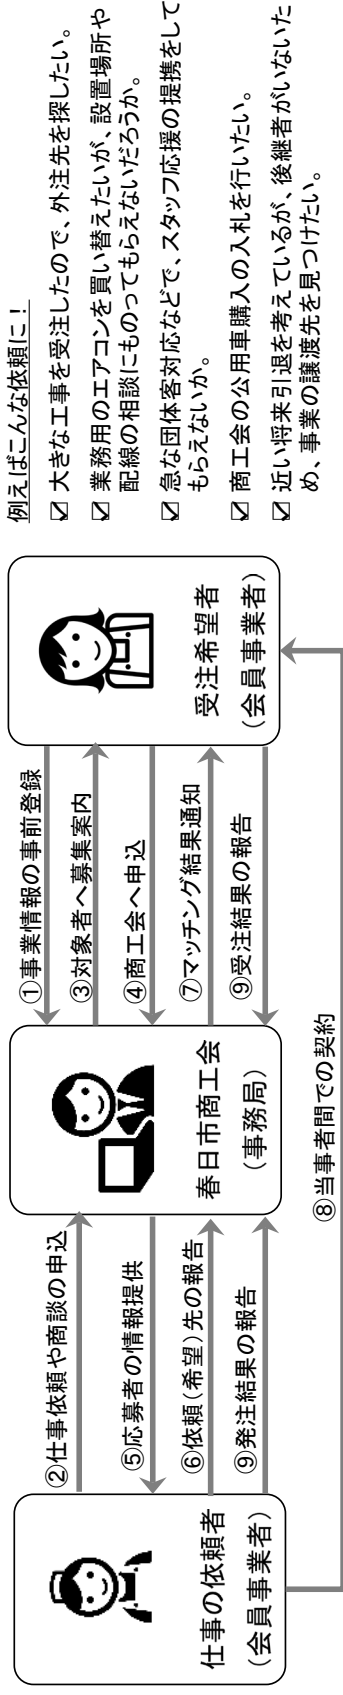 仕事の依頼者
(会員事業者)
②仕事依頼や商談の申込
⑤応募者の情報提供
⑥依頼(希望)先の報告
⑨発注結果の報告
春日市商工会
(事務局)
①事業情報の事前登録
③対象者へ募集案内
④商工会へ申込
⑦マッチング結果通知
⑨受注結果の報告
受注希望者
(会員事業者)
⑧当事者間での契約
例えばこんな依頼に！
☑ 大きな工事を受注したので、外注先を探したい。
☑ 業務用のエアコンを買い替えたいが、設置場所や
配線の相談にものってもらえないだろうか。
☑ 急な団体客対応などで、スタッフ応援の提携をして
もらえないか。
☑ 商工会の公用車購入の入札を行いたい。
☑ 近い将来引退を考えているが、後継者がいないた
め、事業の譲渡先を見つけたい。